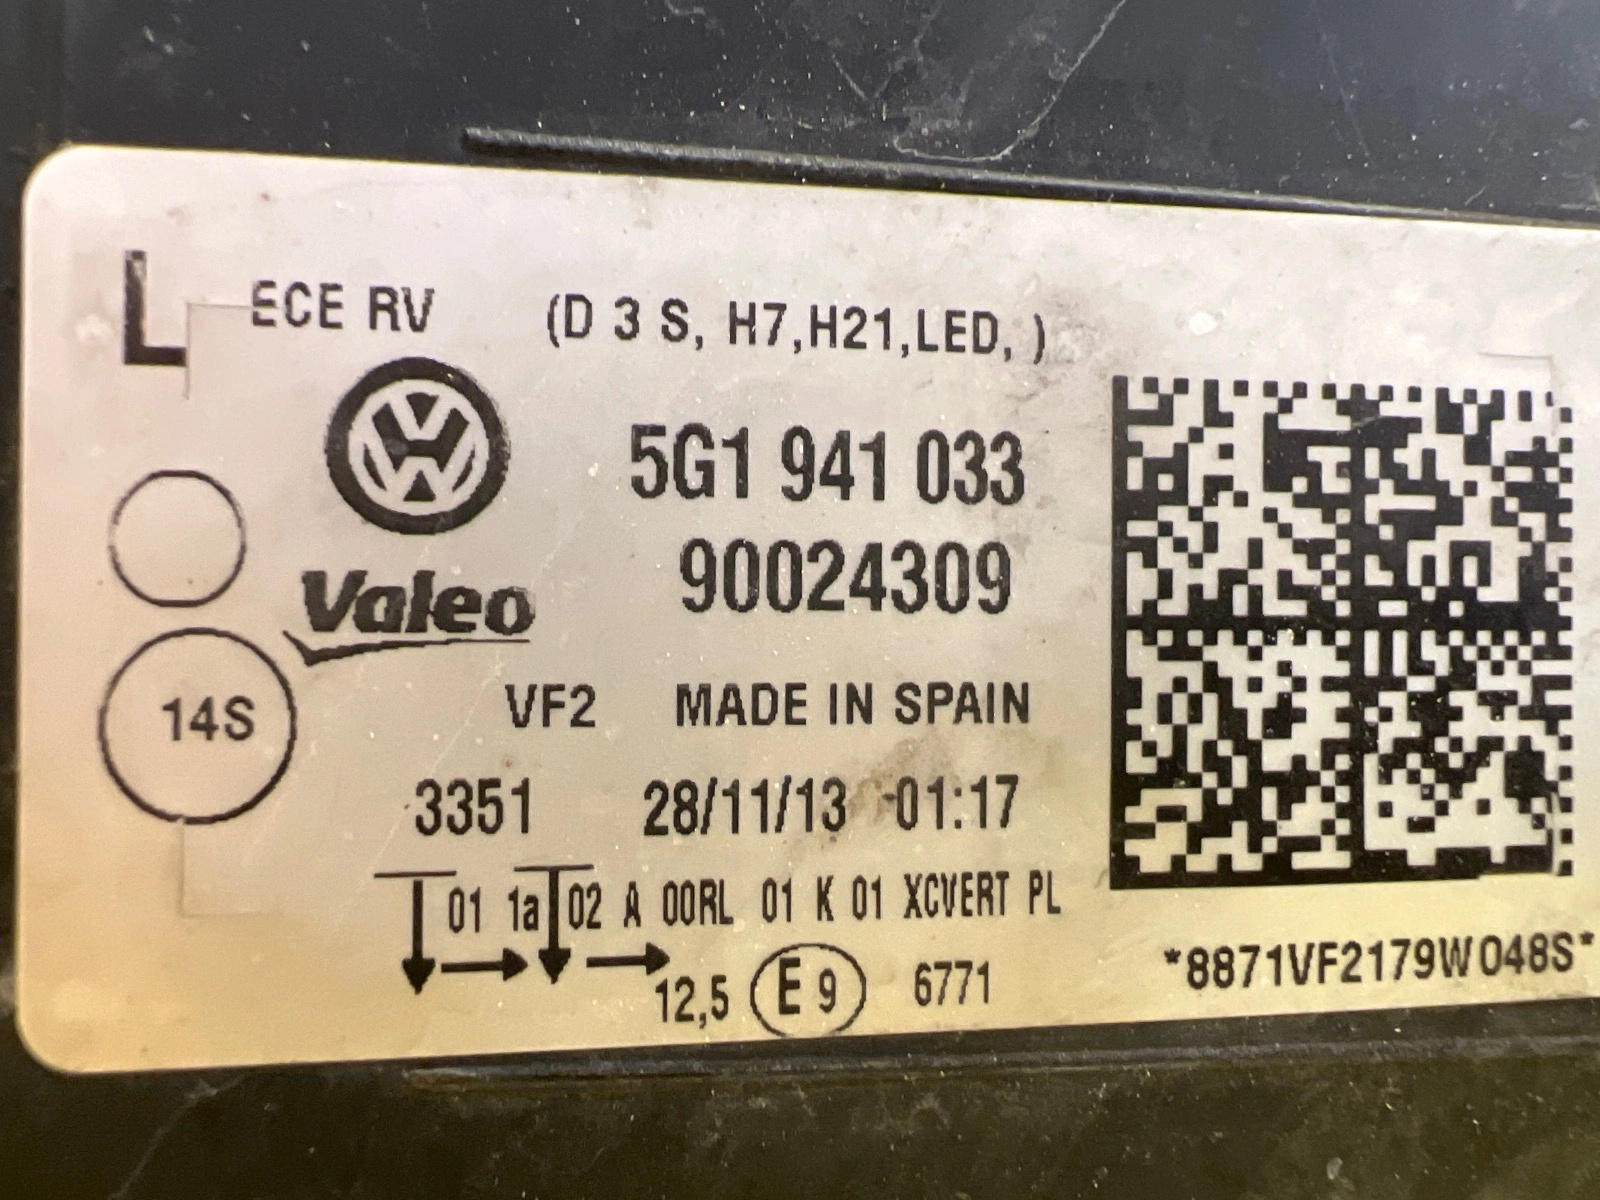 L ECE RV (D 3 S, H7,H21,LED, )
5G1 941 033
90024309
Valeo
14S
VF2 MADE IN SPAIN
3351 28/11/13 01:17
01 1a 02 A 00RL 01 K 01 XCVERT PL
12,5 E 9 6771
*8871VF2179W048S*